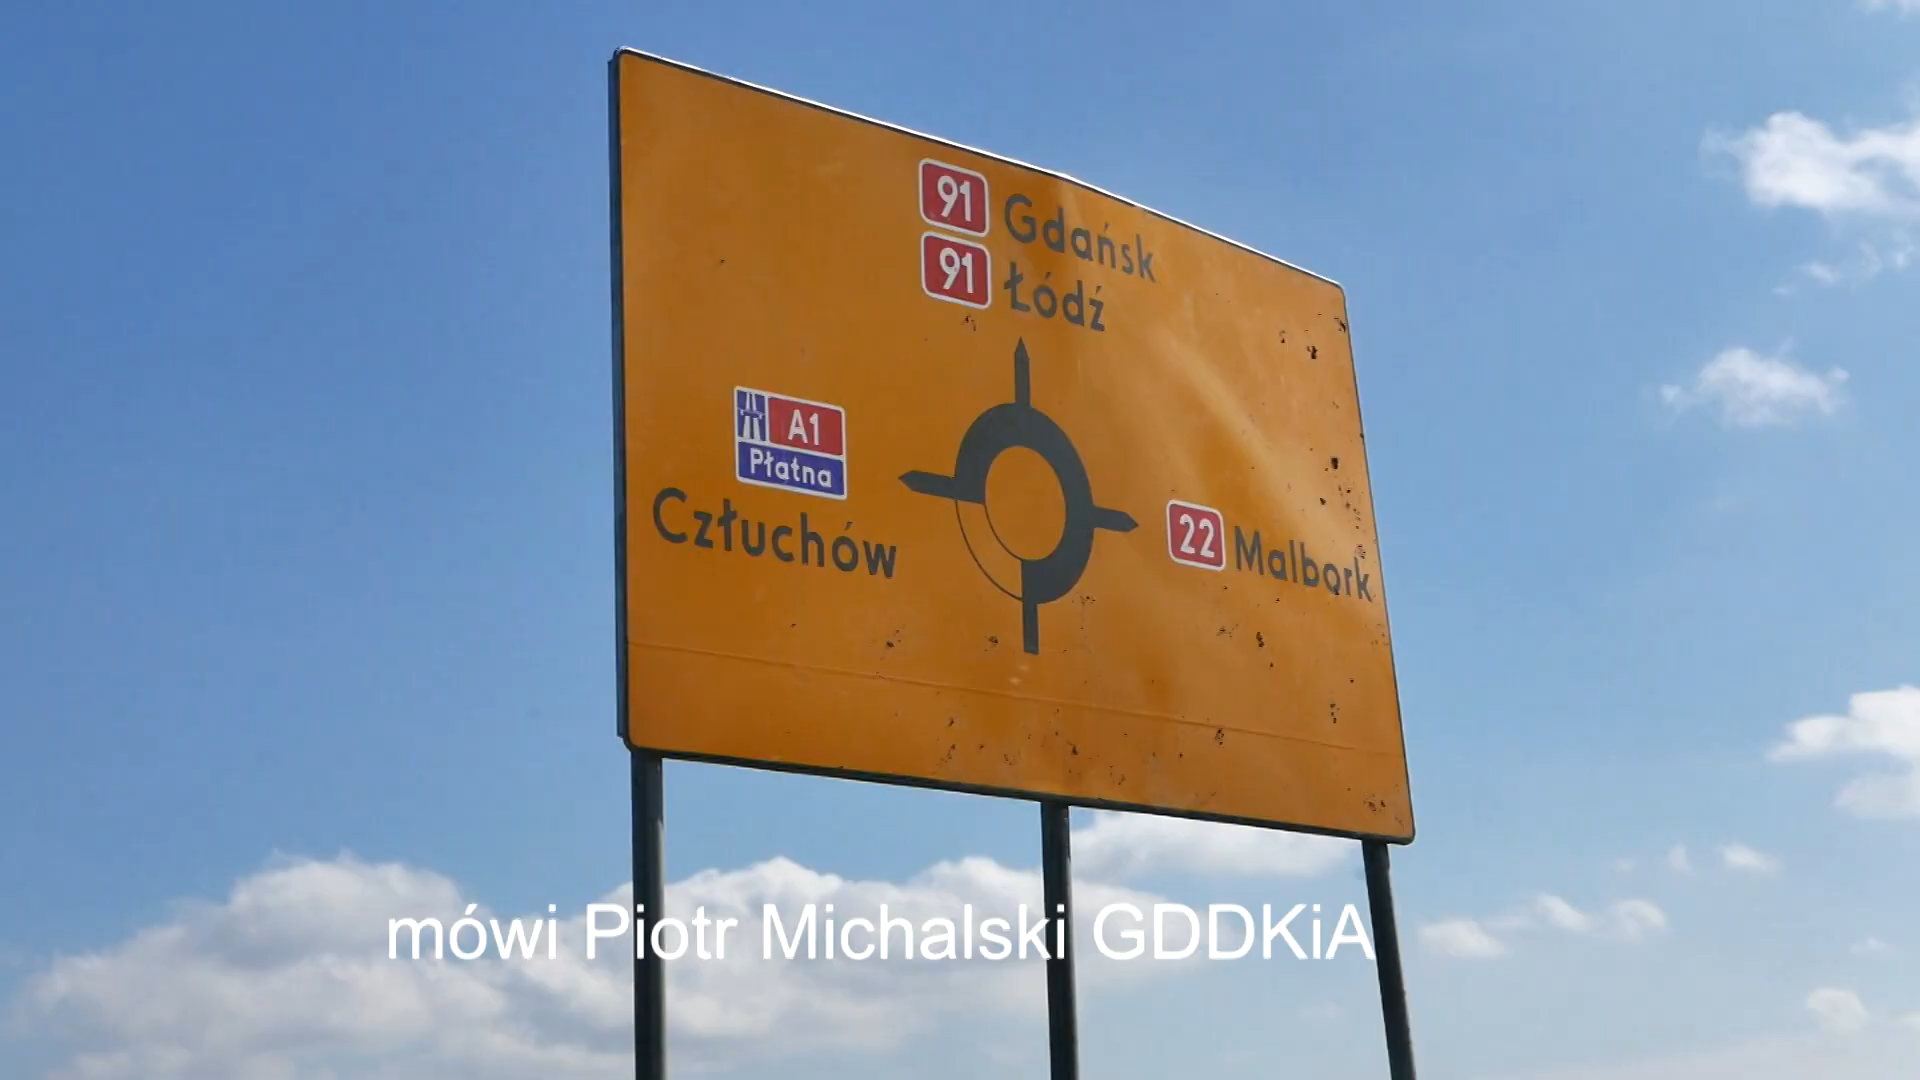 91 Gdańsk
91 Łódź
A1
Płatna
Człuchów
22 Malbork
mówi Piotr Michalski GDDKiA